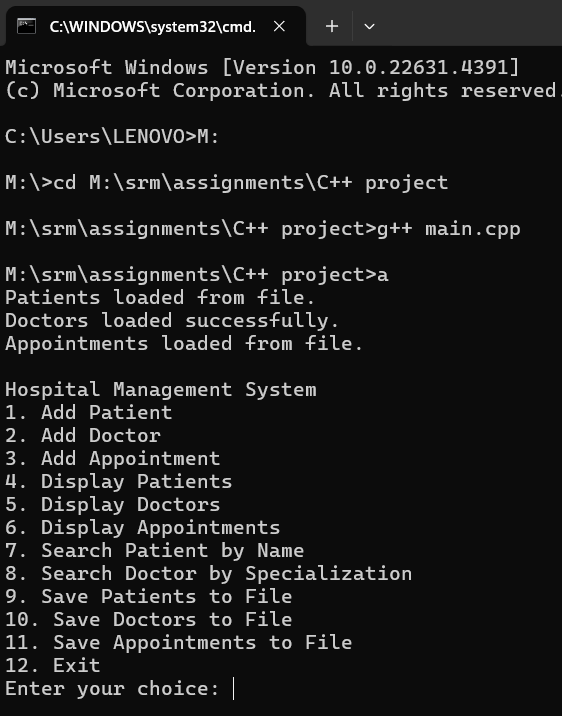 C:\WINDOWS\system32\cmd.
Microsoft Windows [Version 10.0.22631.4391]
(c) Microsoft Corporation. All rights reserved.
C:\Users\LENOVO>M:
M:\>cd M:\srm\assignments\C++ project
M:\srm\assignments\C++ project>g++ main.cpp
M:\srm\assignments\C++ project>a
Patients loaded from file.
Doctors loaded successfully.
Appointments loaded from file.
Hospital Management System
1. Add Patient
2. Add Doctor
3. Add Appointment
4. Display Patients
5. Display Doctors
6. Display Appointments
7. Search Patient by Name
8. Search Doctor by Specialization
9. Save Patients to File
10. Save Doctors to File
11. Save Appointments to File
12. Exit
Enter your choice: